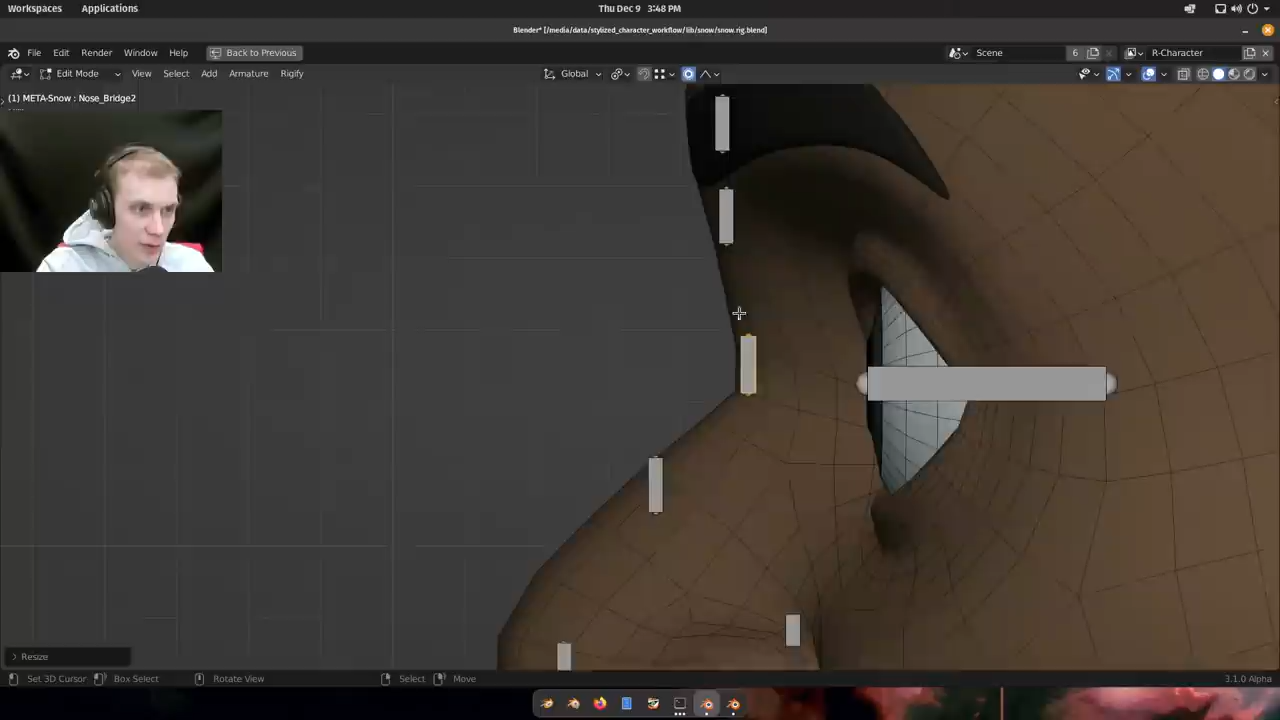 Workspaces Applications Thu Dec 9 3:48 PM
Blender* [/media/data/stylized_character_workflow/lib/snow/snow.rig.blend]
File Edit Render Window Help Back to Previous Scene 6 R-Character
Edit Mode View Select Add Armature Rigify Global
(1) META-Snow : Nose_Bridge2
Resize
Set 3D Cursor Box Select Rotate View Select Move 3.1.0 Alpha